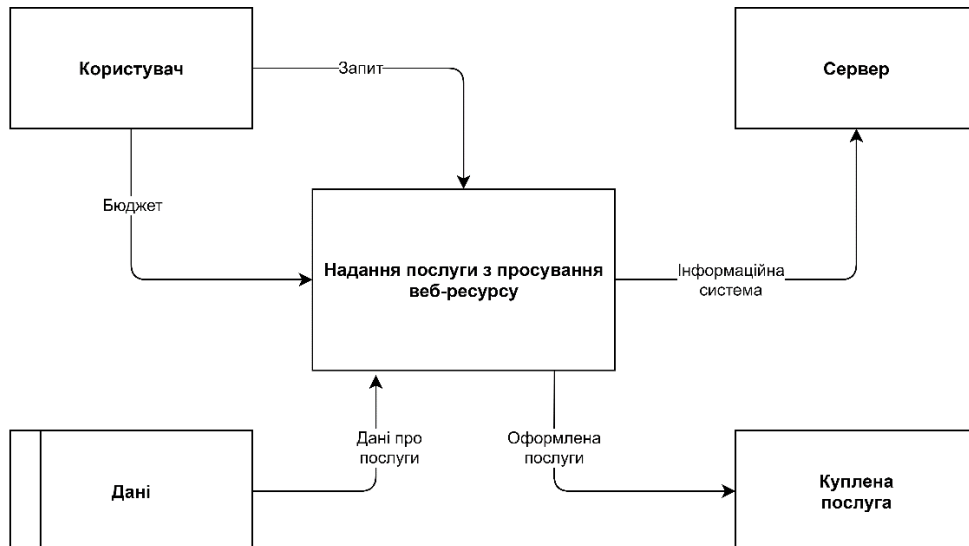 Користувач
Запит
Сервер
Бюджет
Надання послуги з просування
веб-ресурсу
Інформаційна
система
Дані про
послуги
Оформлена
послуги
Дані
Куплена
послуга